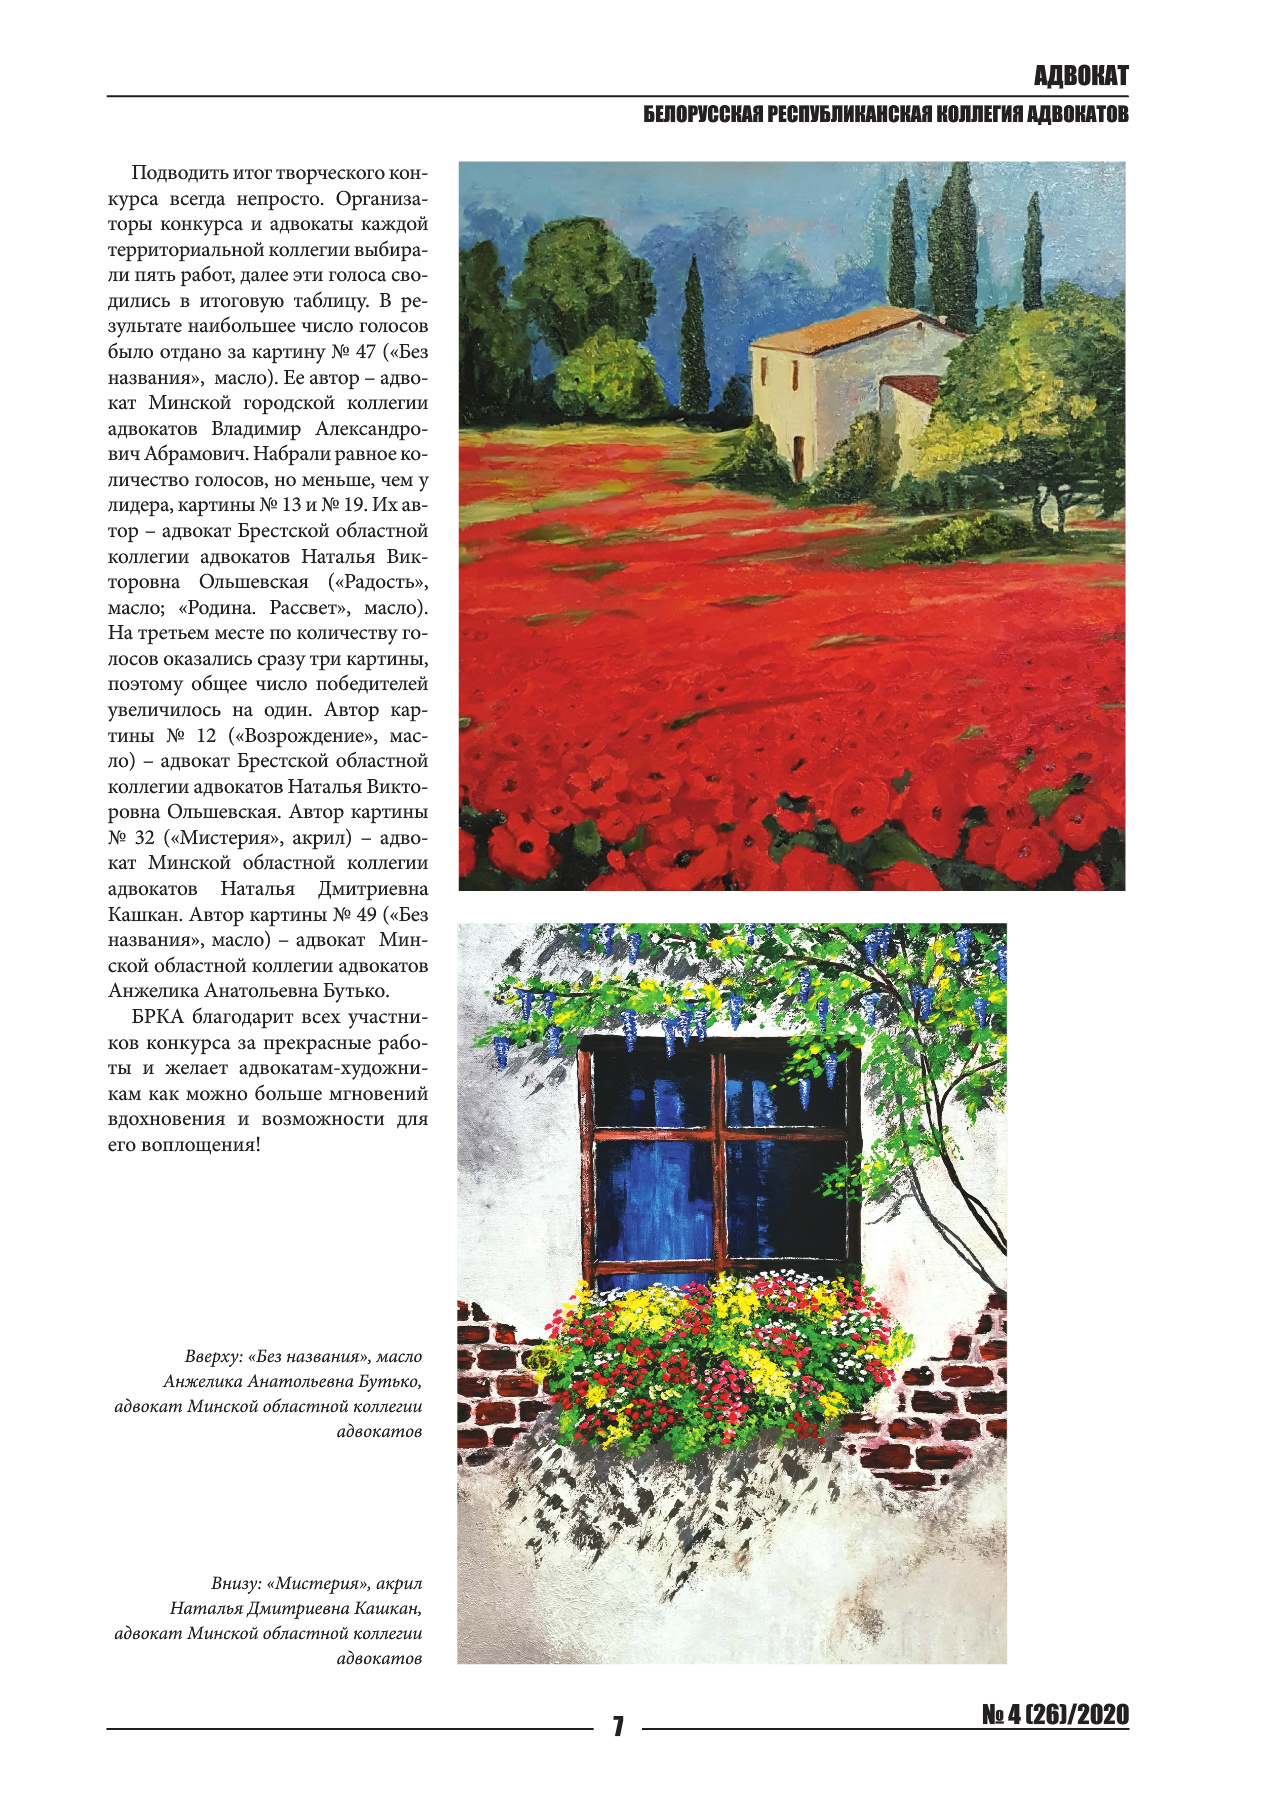 АДВОКАТ
БЕЛОРУССКАЯ РЕСПУБЛИКАНСКАЯ КОЛЛЕГИЯ АДВОКАТОВ
Подводить итог творческого кон-
курса всегда непросто. Организа-
торы конкурса и адвокаты каждой
территориальной коллегии выбира-
ли пять работ, далее эти голоса сво-
дились в итоговую таблицу. В ре-
зультате наибольшее число голосов
было отдано за картину № 47 («Без
названия», масло). Ее автор – адво-
кат Минской городской коллегии
адвокатов Владимир Александро-
вич Абрамович. Набрали равное ко-
личество голосов, но меньше, чем у
лидера, картины № 13 и № 19. Их ав-
тор – адвокат Брестской областной
коллегии адвокатов Наталья Вик-
торовна Ольшевская («Радость»,
масло; «Родина. Рассвет», масло).
На третьем месте по количеству го-
лосов оказались сразу три картины,
поэтому общее число победителей
увеличилось на один. Автор кар-
тины № 12 («Возрождение», мас-
ло) – адвокат Брестской областной
коллегии адвокатов Наталья Викто-
ровна Ольшевская. Автор картины
№ 32 («Мистерия», акрил) – адво-
кат Минской областной коллегии
адвокатов Наталья Дмитриевна
Кашкан. Автор картины № 49 («Без
названия», масло) – адвокат Мин-
ской областной коллегии адвокатов
Анжелика Анатольевна Бутько.
БРКА благодарит всех участни-
ков конкурса за прекрасные рабо-
ты и желает адвокатам-художни-
кам как можно больше мгновений
вдохновения и возможности для
его воплощения!
Вверху: «Без названия», масло
Анжелика Анатольевна Бутько,
адвокат Минской областной коллегии
адвокатов
Внизу: «Мистерия», акрил
Наталья Дмитриевна Кашкан,
адвокат Минской областной коллегии
адвокатов
7
№ 4 (26)/2020